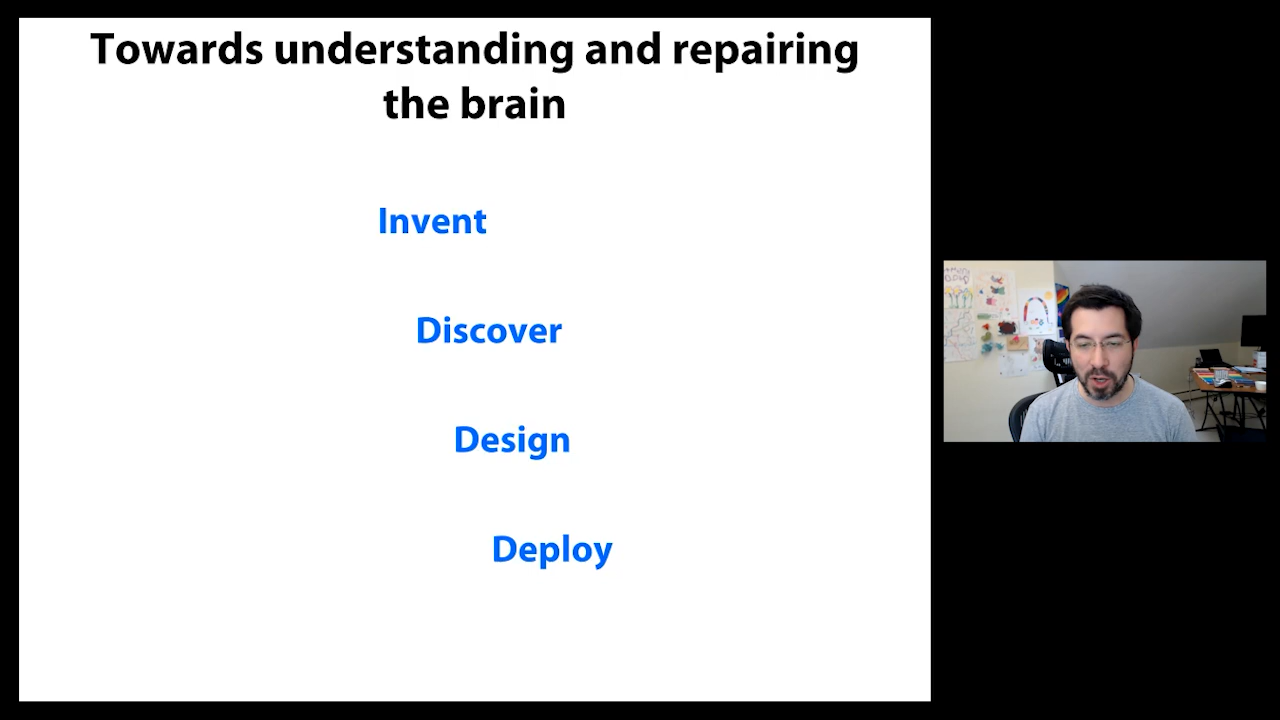 Towards understanding and repairing
the brain
Invent
Discover
Design
Deploy